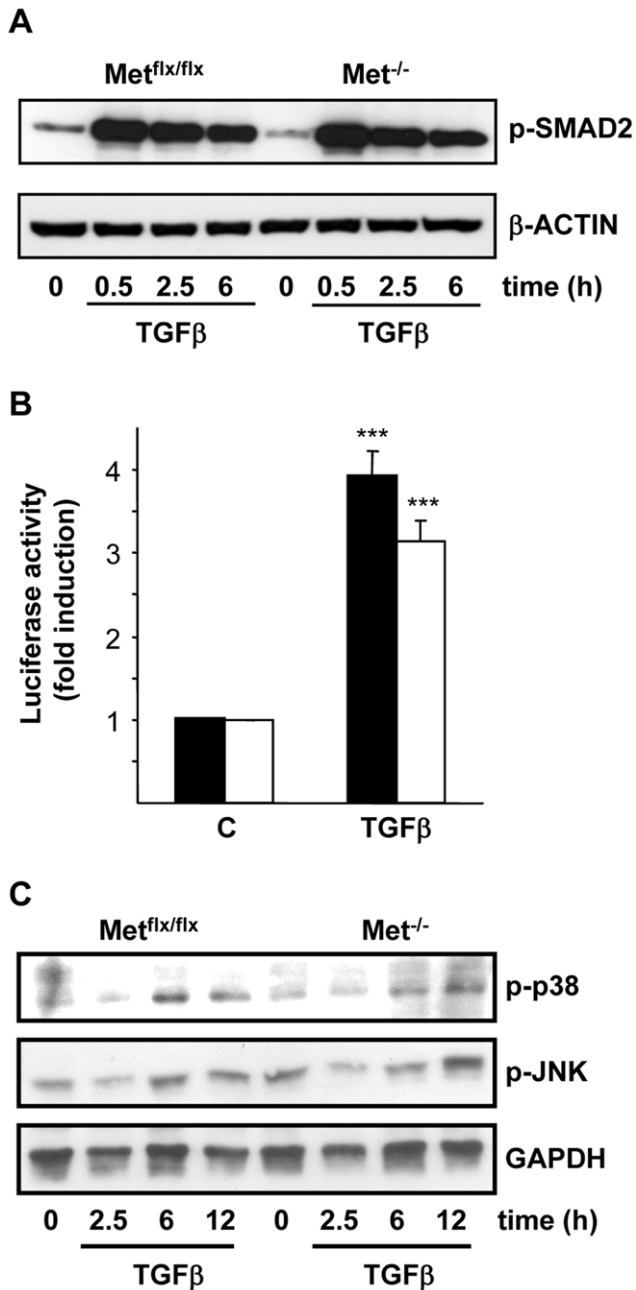 A
Metflx/flx Met-/-
p-SMAD2
β-ACTIN
0 0.5 2.5 6 0 0.5 2.5 6 time (h)
TGFβ TGFβ
B
Luciferase activity
(fold induction)
4
3
2
1
***
***
C TGFβ
C
Metflx/flx Met-/-
p-p38
p-JNK
GAPDH
0 2.5 6 12 0 2.5 6 12 time (h)
TGFβ TGFβ